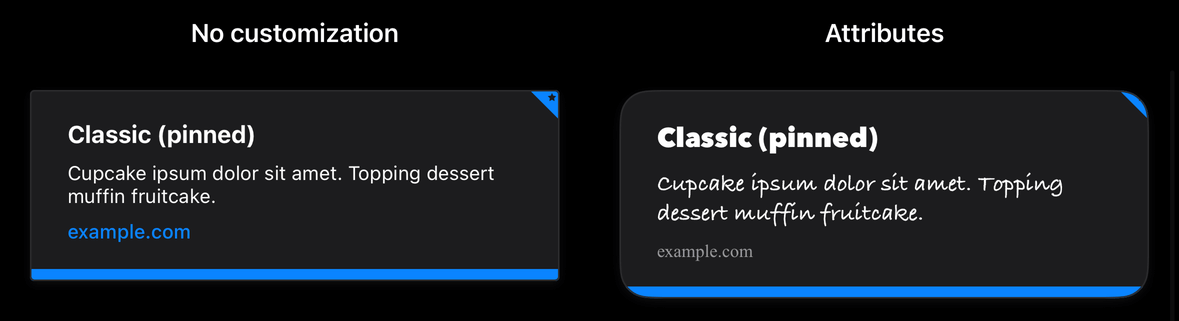 No customization
Attributes
Classic (pinned)
Cupcake ipsum dolor sit amet. Topping dessert
muffin fruitcake.
example.com
Classic (pinned)
Cupcake ipsum dolor sit amet. Topping
dessert muffin fruitcake.
example.com